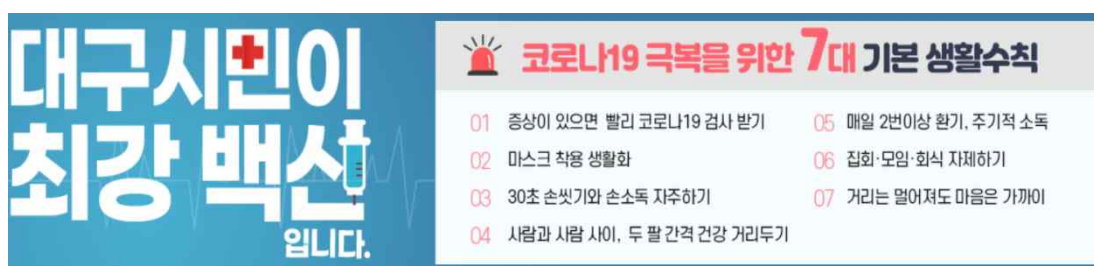 대구시민이
최강 백신
입니다.
코로나19 극복을 위한 7대 기본 생활수칙
01 증상이 있으면 빨리 코로나19 검사 받기
02 마스크 착용 생활화
03 30초 손씻기와 손소독 자주하기
04 사람과 사람 사이, 두 팔 간격 건강 거리두기
05 매일 2번이상 환기, 주기적 소독
06 집회·모임·회식 자제하기
07 거리는 멀어져도 마음은 가까이